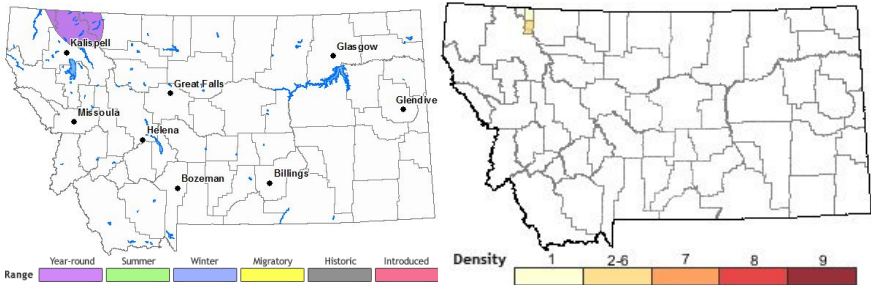 Kalispell
Glasgow
Great Falls
Glendive
Missoula
Helena
Bozeman
Billings
Range
Year-round Summer Winter Migratory Historic Introduced
Density
1 2-6 7 8 9